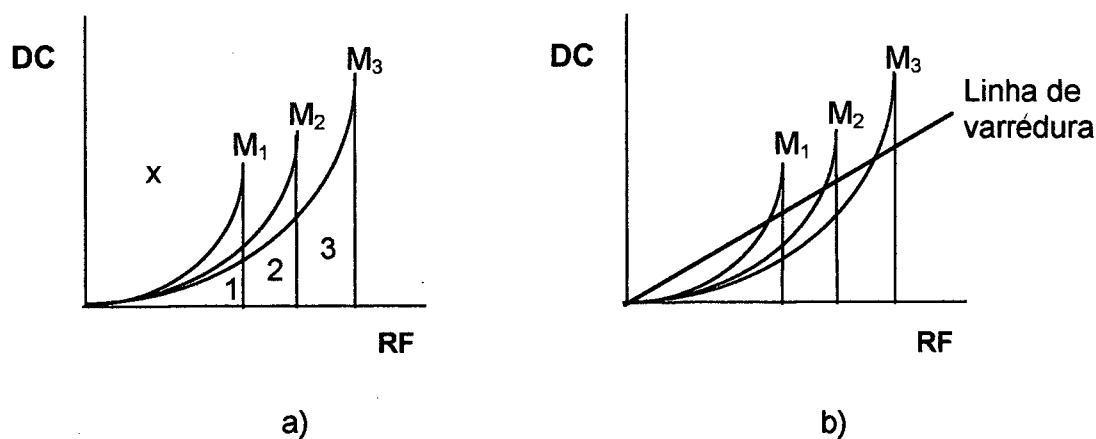 DC
M₃
M₂
M₁
x
3
2
1
RF
a)
DC
M₃
Linha de
varrédura
M₂
M₁
RF
b)